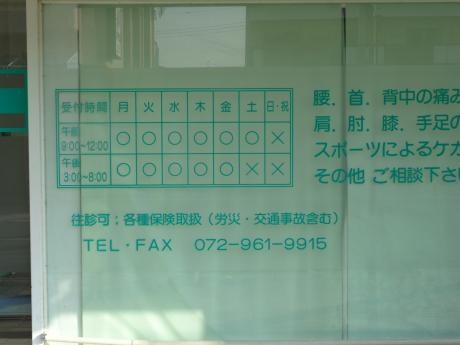 受付時間 月 火 水 木 金 土 日・祝
午前 9:00~12:00 ○ ○ ○ ○ ○ ○ ×
午後 3:00~8:00 ○ ○ ○ ○ ○ × ×
腰．首．背中の痛み
肩．肘．膝．手足の
スポーツによるケガ
その他 ご相談下さい
往診可；各種保険取扱（労災・交通事故含む）
TEL・FAX 072-961-9915